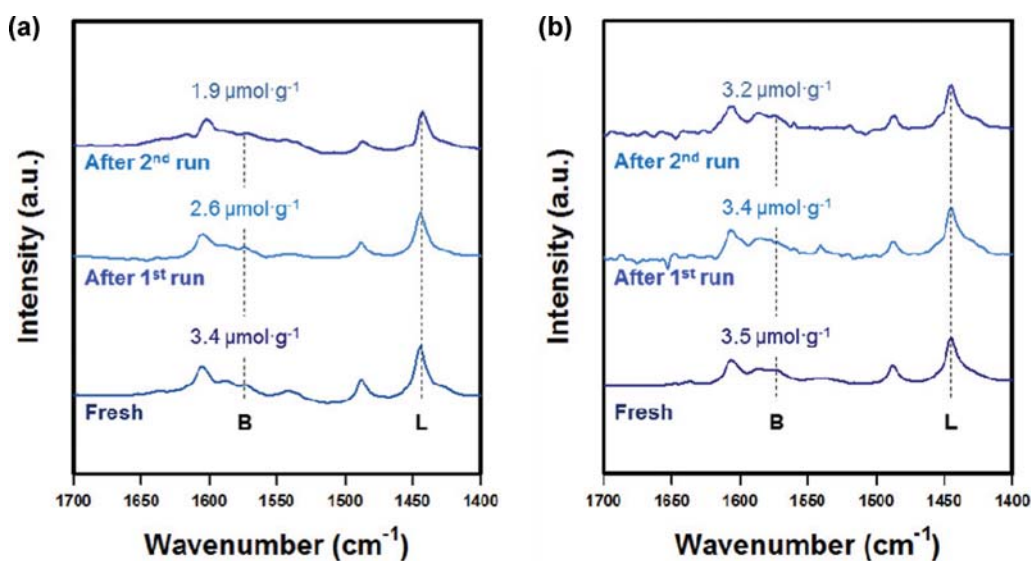 (a)
Intensity (a.u.)
1.9 µmol·g⁻¹
After 2ⁿᵈ run
2.6 µmol·g⁻¹
After 1ˢᵗ run
3.4 µmol·g⁻¹
Fresh
B
L
1700 1650 1600 1550 1500 1450 1400
Wavenumber (cm⁻¹)
(b)
Intensity (a.u.)
3.2 µmol·g⁻¹
After 2ⁿᵈ run
3.4 µmol·g⁻¹
After 1ˢᵗ run
3.5 µmol·g⁻¹
Fresh
B
L
1700 1650 1600 1550 1500 1450 1400
Wavenumber (cm⁻¹)